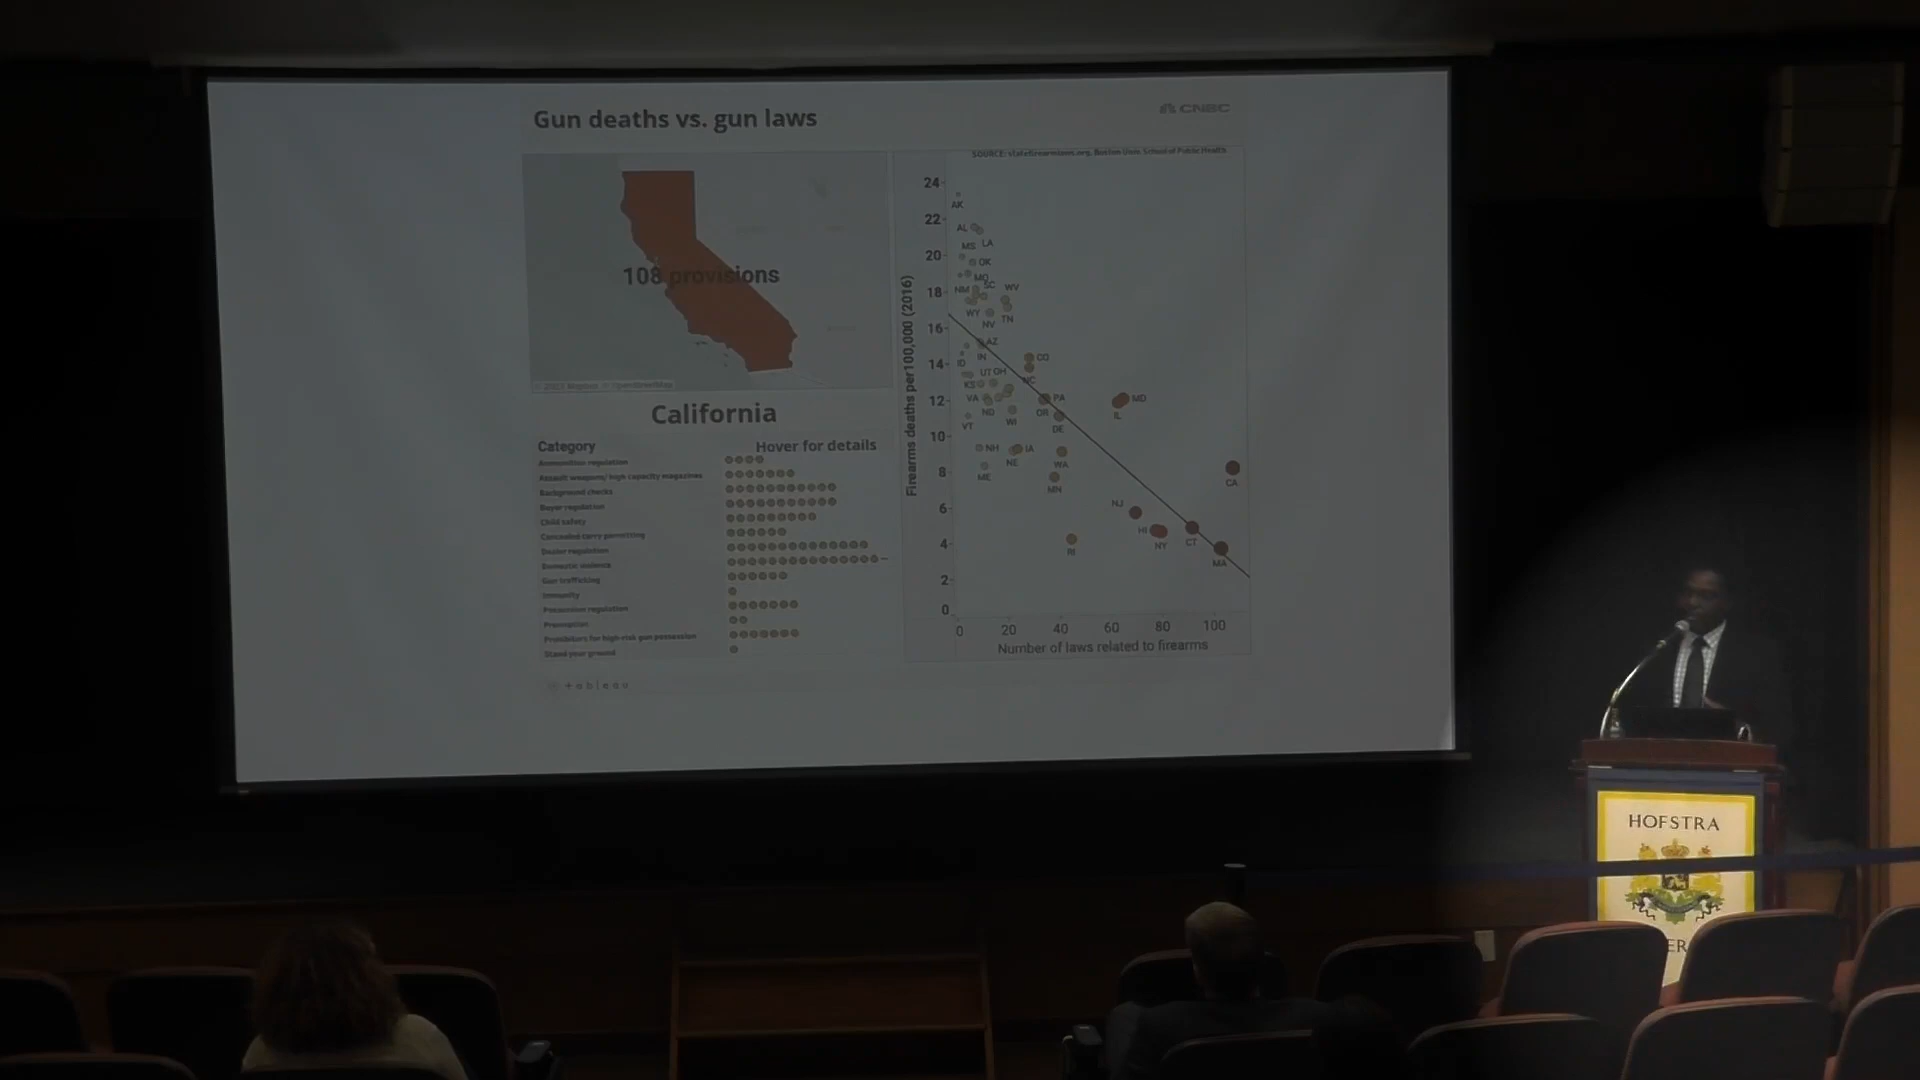 Gun deaths vs. gun laws
CNBC
SOURCE: statefirearmlaws.org, Boston Univ. School of Public Health
108 provisions
© OpenStreetMap
California
Category
Hover for details
Ammunition regulation
Assault weapons/ high capacity magazines
Background checks
Buyer regulation
Child safety
Concealed carry permitting
Dealer regulation
Domestic violence
Gun trafficking
Immunity
Possession regulation
Preemption
Prohibitors for high-risk gun possession
Stand your ground
+ a b l e a u
Firearms deaths per100,000 (2016)
24
22
20
18
16
14
12
10
8
6
4
2
0
AK
AL
MS
LA
OK
MO
NM
SC
WV
WY
NV
TN
AZ
ID
IN
CO
UT
OH
NC
KS
VA
ND
PA
OR
MD
IL
VT
WI
DE
NH
IA
NE
WA
ME
MN
CA
NJ
HI
NY
CT
RI
MA
0
20
40
60
80
100
Number of laws related to firearms
HOFSTRA
ER